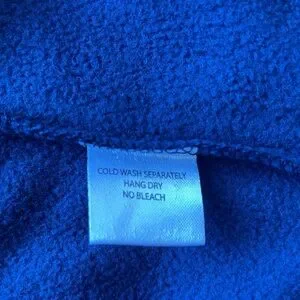 COLD WASH SEPARATELY
HANG DRY
NO BLEACH